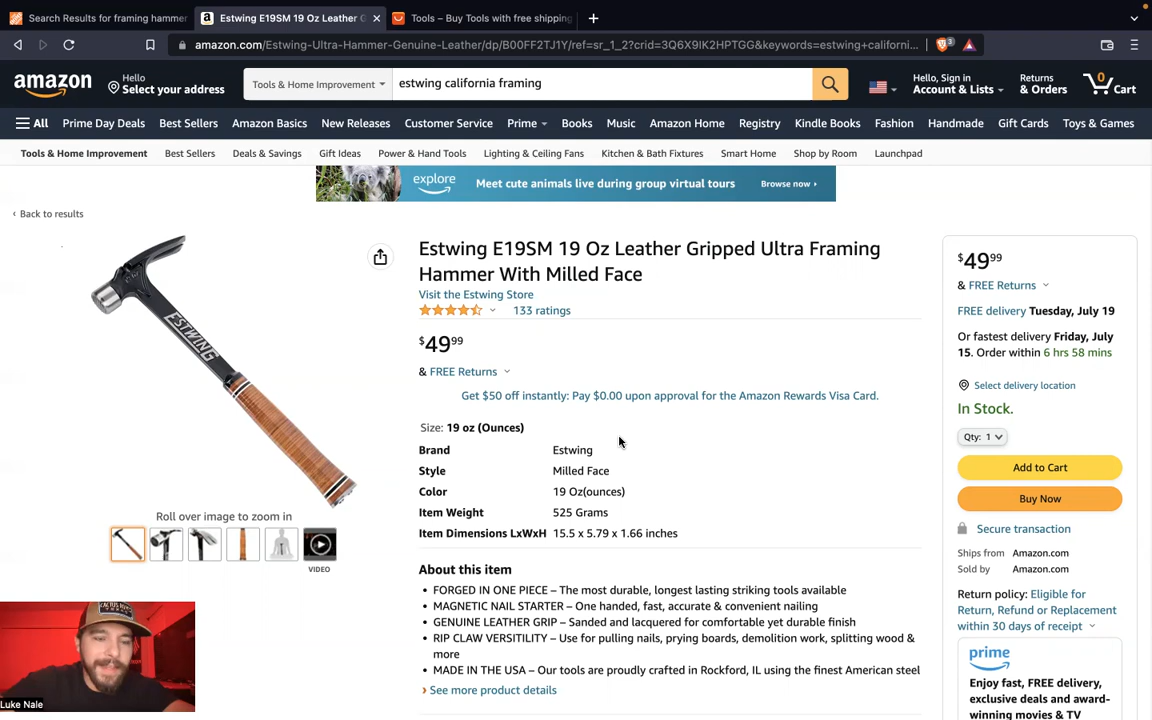 Search Results for framing hammer
Estwing E19SM 19 Oz Leather G
Tools – Buy Tools with free shipping
amazon.com/Estwing-Ultra-Hammer-Genuine-Leather/dp/B00FF2TJ1Y/ref=sr_1_2?crid=3Q6X9IK2HPTGG&keywords=estwing+californi...
3
amazon
Hello
Select your address
Tools & Home Improvement
estwing california framing
Hello, Sign in
Account & Lists
Returns
& Orders
0
Cart
All Prime Day Deals Best Sellers Amazon Basics New Releases Customer Service Prime Books Music Amazon Home Registry Kindle Books Fashion Handmade Gift Cards Toys & Games
Tools & Home Improvement Best Sellers Deals & Savings Gift Ideas Power & Hand Tools Lighting & Ceiling Fans Kitchen & Bath Fixtures Smart Home Shop by Room Launchpad
explore
Meet cute animals live during group virtual tours
Browse now ›
‹ Back to results
ESTWING
Roll over image to zoom in
VIDEO
Estwing E19SM 19 Oz Leather Gripped Ultra Framing
Hammer With Milled Face
Visit the Estwing Store
133 ratings
$49 99
& FREE Returns
Get $50 off instantly: Pay $0.00 upon approval for the Amazon Rewards Visa Card.
Size: 19 oz (Ounces)
Brand Estwing
Style Milled Face
Color 19 Oz(ounces)
Item Weight 525 Grams
Item Dimensions LxWxH 15.5 x 5.79 x 1.66 inches
About this item
• FORGED IN ONE PIECE – The most durable, longest lasting striking tools available
• MAGNETIC NAIL STARTER – One handed, fast, accurate & convenient nailing
• GENUINE LEATHER GRIP – Sanded and lacquered for comfortable yet durable finish
• RIP CLAW VERSITILITY – Use for pulling nails, prying boards, demolition work, splitting wood &
more
• MADE IN THE USA – Our tools are proudly crafted in Rockford, IL using the finest American steel
› See more product details
$49 99
& FREE Returns
FREE delivery Tuesday, July 19
Or fastest delivery Friday, July
15. Order within 6 hrs 58 mins
Select delivery location
In Stock.
Qty: 1
Add to Cart
Buy Now
Secure transaction
Ships from Amazon.com
Sold by Amazon.com
Return policy: Eligible for
Return, Refund or Replacement
within 30 days of receipt
prime
Enjoy fast, FREE delivery,
exclusive deals and award-
winning movies & TV
Luke Nale